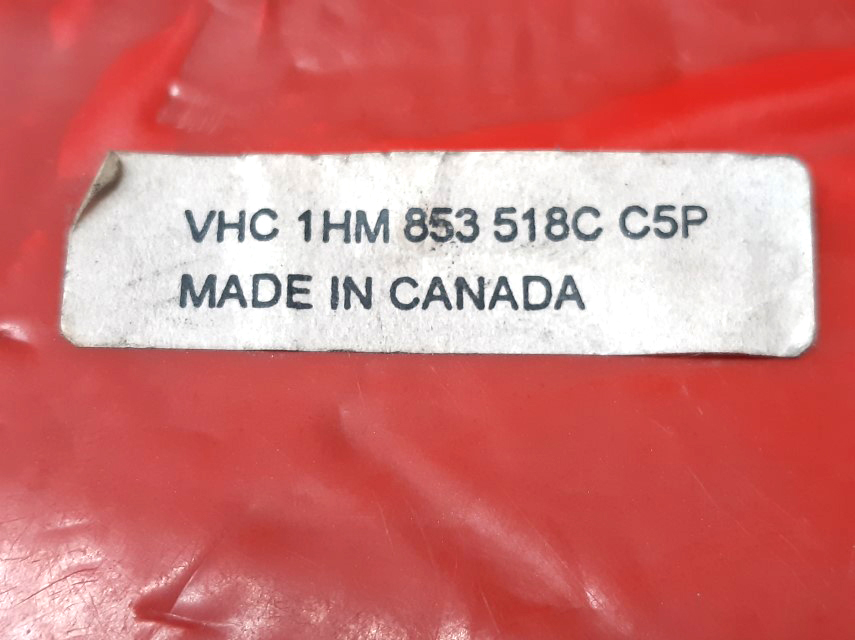 VHC 1HM 853 518C C5P
MADE IN CANADA